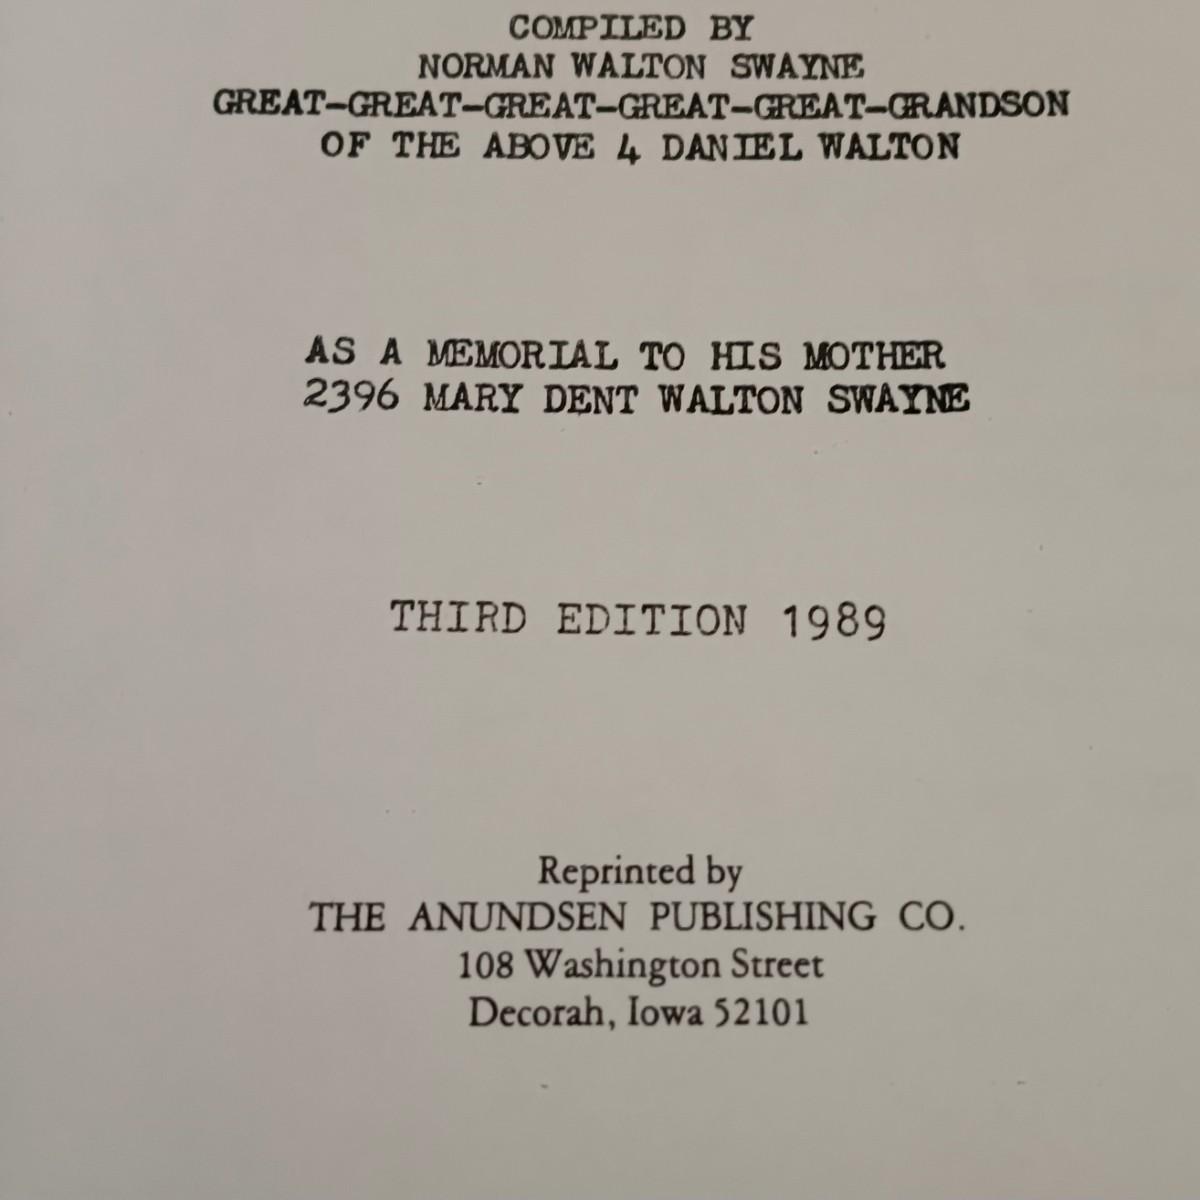 COMPILED BY
NORMAN WALTON SWAYNE
GREAT-GREAT-GREAT-GREAT-GREAT-GRANDSON
OF THE ABOVE 4 DANIEL WALTON
AS A MEMORIAL TO HIS MOTHER
2396 MARY DENT WALTON SWAYNE
THIRD EDITION 1989
Reprinted by
THE ANUNDSEN PUBLISHING CO.
108 Washington Street
Decorah, Iowa 52101